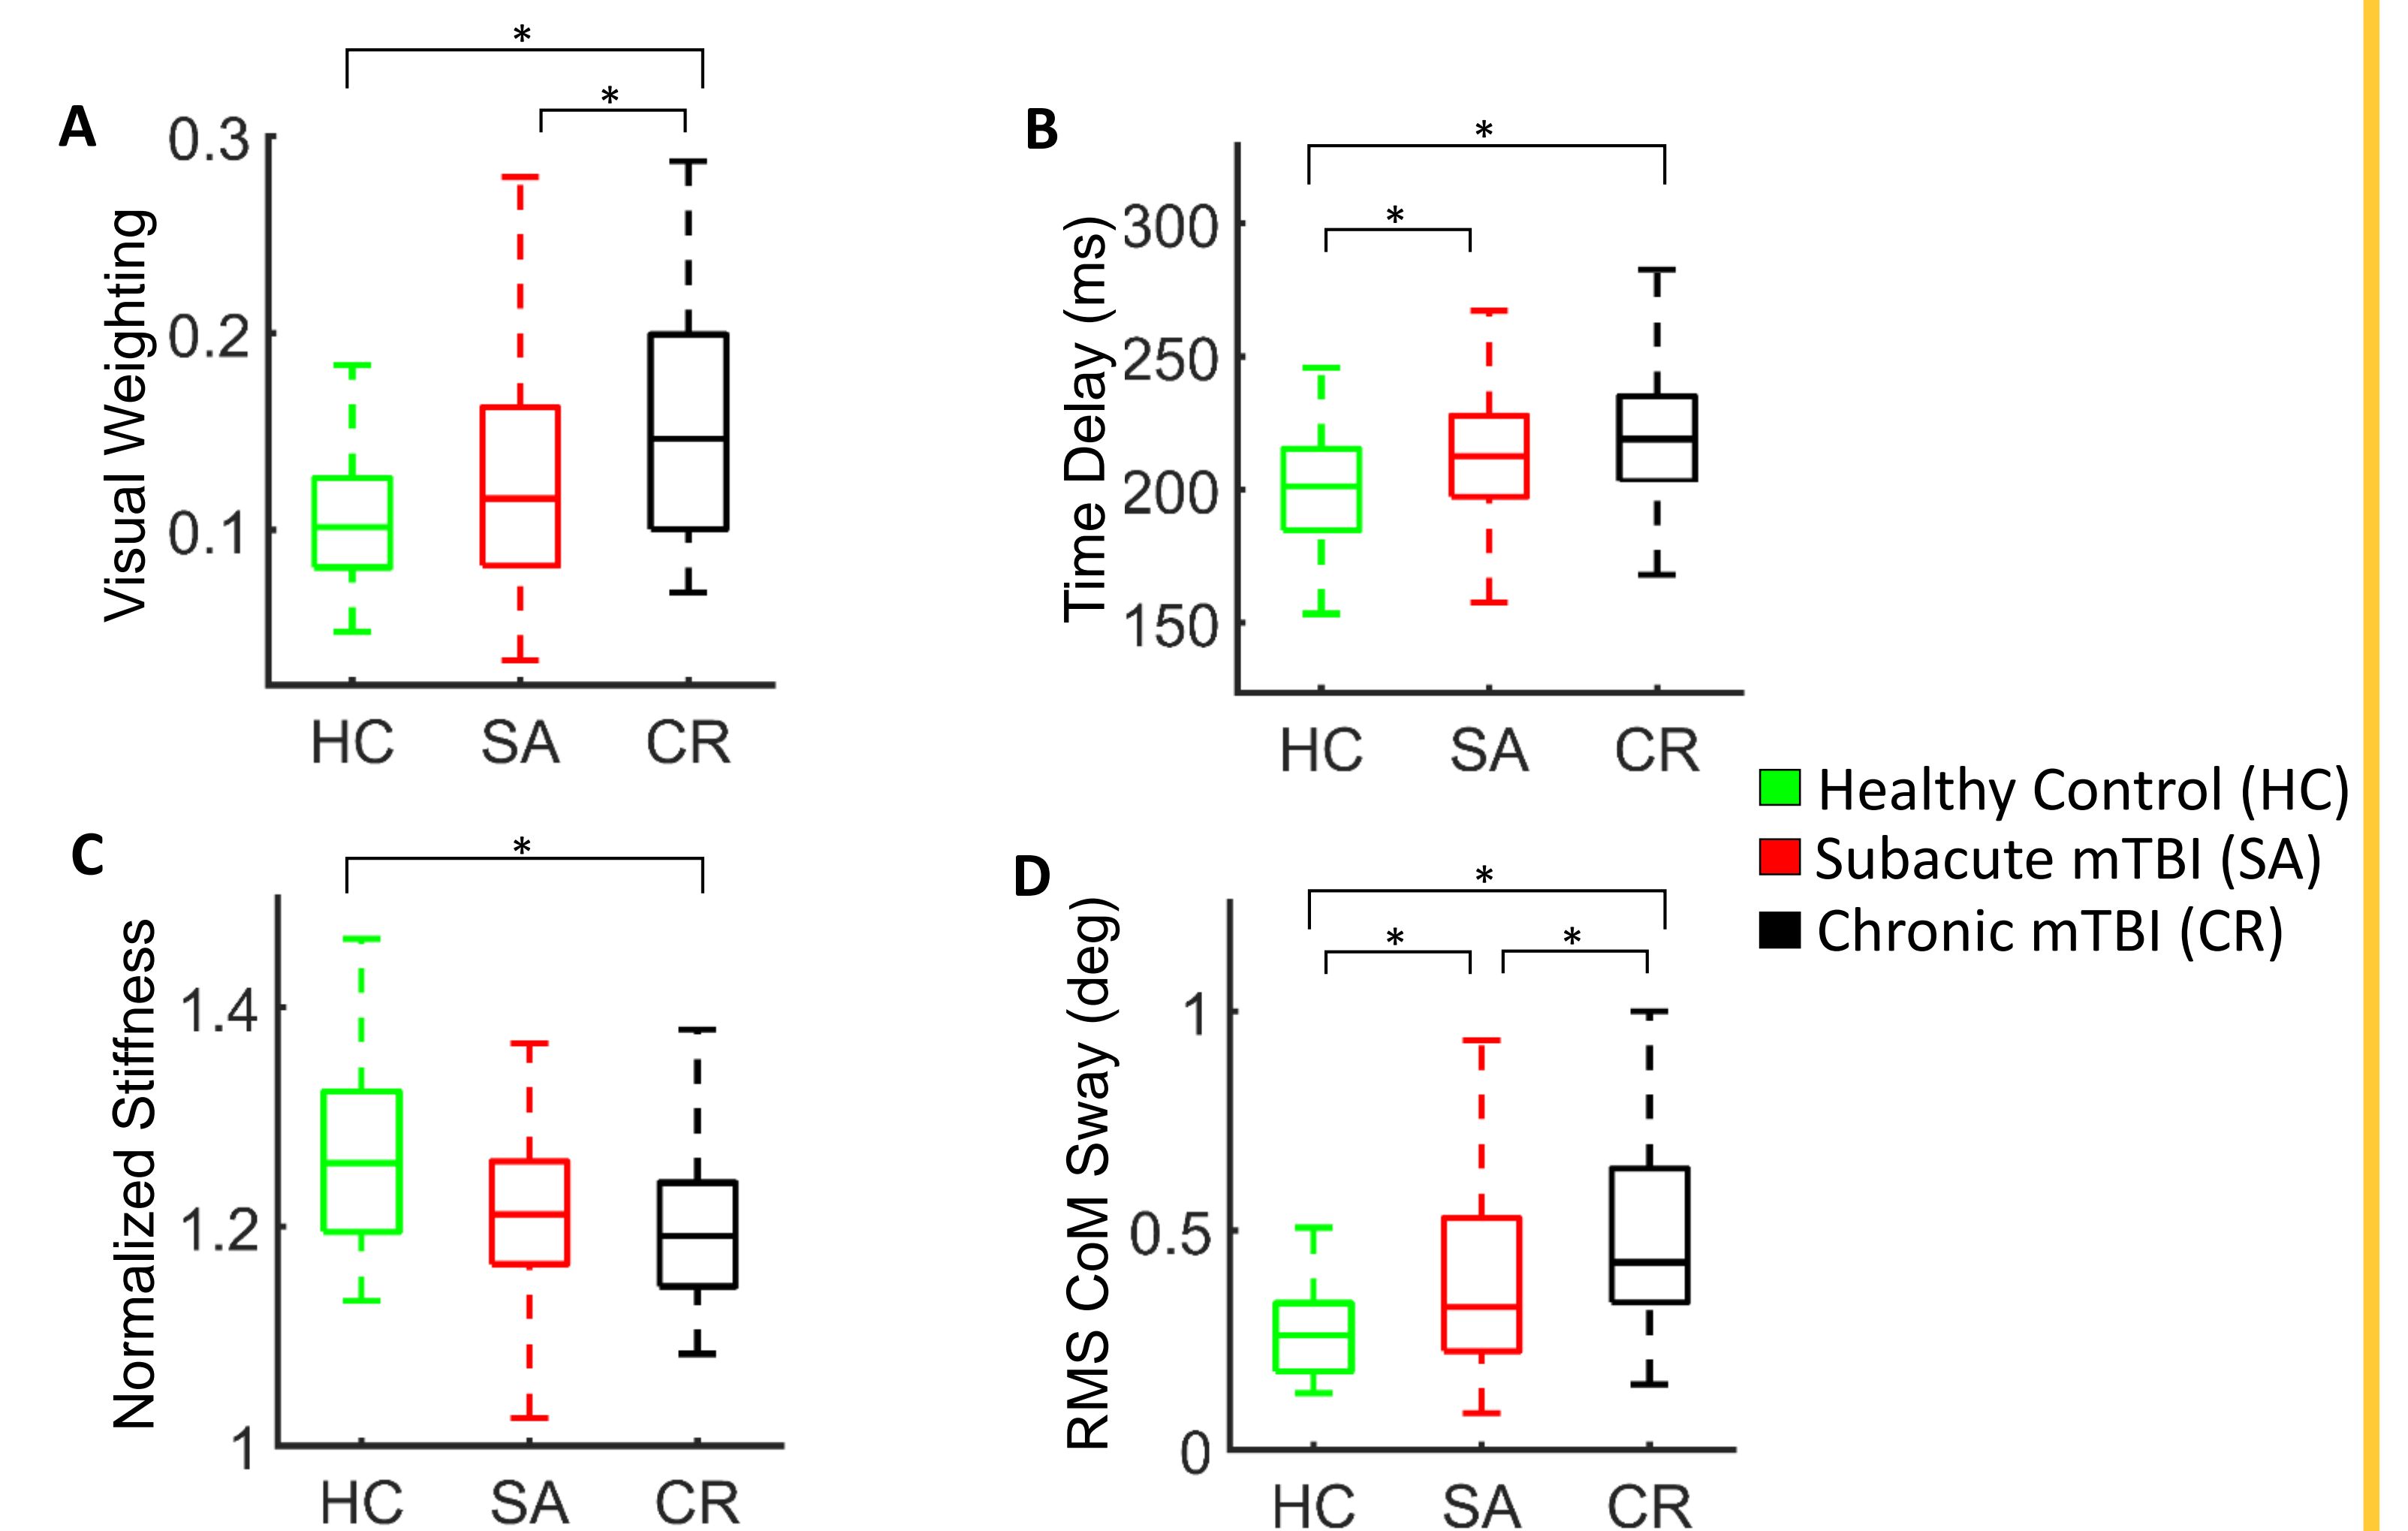 *
*
A
0.3
0.2
0.1
Visual Weighting
HC SA CR
B
*
*
300
250
200
150
Time Delay (ms)
HC SA CR
Healthy Control (HC)
Subacute mTBI (SA)
Chronic mTBI (CR)
C
*
1.4
1.2
1
Normalized Stiffness
HC SA CR
D
*
* *
1
0.5
0
RMS CoM Sway (deg)
HC SA CR